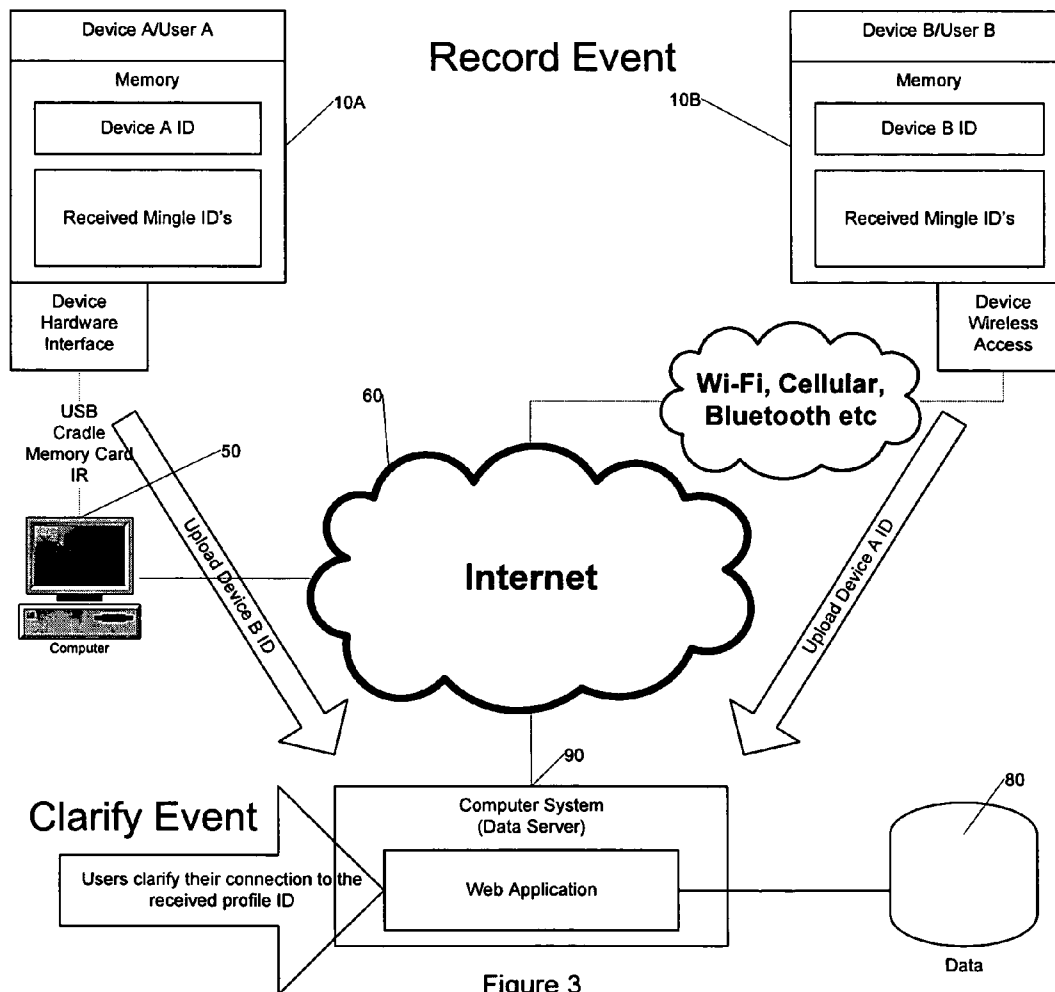 Device A/User A
Memory
Device A ID
Received Mingle ID's
Device
Hardware
Interface
10A
Record Event
10B
Device B/User B
Memory
Device B ID
Received Mingle ID's
Device
Wireless
Access
USB
Cradle
Memory Card
IR
50
Computer
Upload Device B ID
60
Internet
Wi-Fi, Cellular,
Bluetooth etc
Upload Device A ID
90
Clarify Event
Users clarify their connection to the
received profile ID
Computer System
(Data Server)
Web Application
80
Data
Figure 3